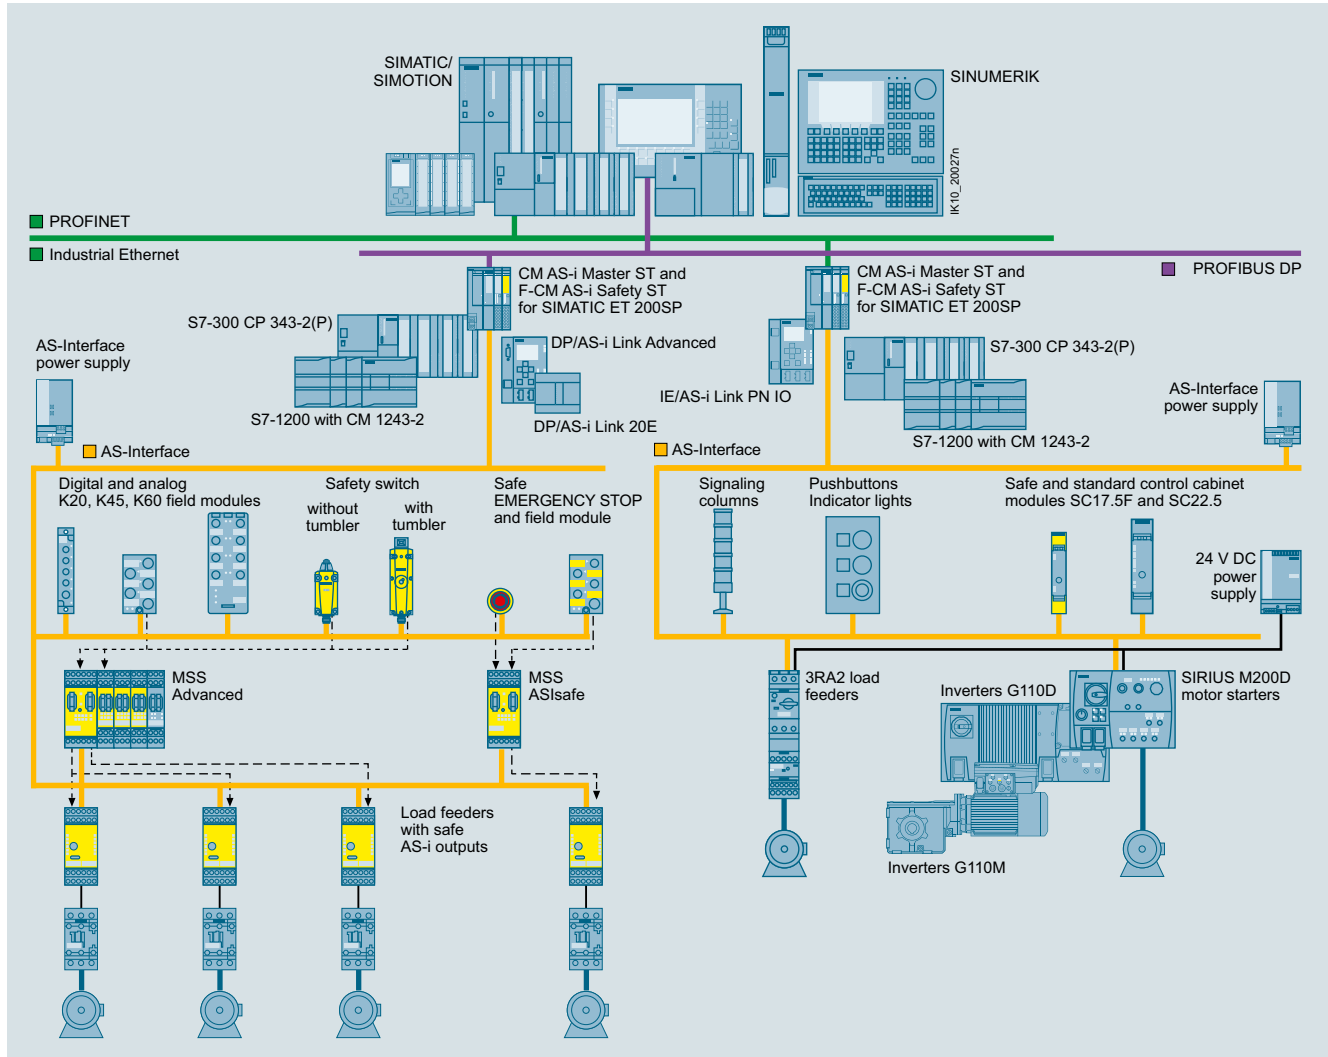 SIMATIC/
SIMOTION
SINUMERIK
IK10_20027n
PROFINET
Industrial Ethernet
PROFIBUS DP
CM AS-i Master ST and
F-CM AS-i Safety ST
for SIMATIC ET 200SP
CM AS-i Master ST and
F-CM AS-i Safety ST
for SIMATIC ET 200SP
S7-300 CP 343-2(P)
AS-Interface
power supply
DP/AS-i Link Advanced
S7-300 CP 343-2(P)
IE/AS-i Link PN IO
AS-Interface
power supply
S7-1200 with CM 1243-2
DP/AS-i Link 20E
S7-1200 with CM 1243-2
AS-Interface
AS-Interface
Digital and analog
K20, K45, K60 field modules
Safety switch
without
tumbler
with
tumbler
Safe
EMERGENCY STOP
and field module
Signaling
columns
Pushbuttons
Indicator lights
Safe and standard control cabinet
modules SC17.5F and SC22.5
24 V DC
power
supply
MSS
Advanced
MSS
ASIsafe
3RA2 load
feeders
Inverters G110D
SIRIUS M200D
motor starters
Load feeders
with safe
AS-i outputs
Inverters G110M